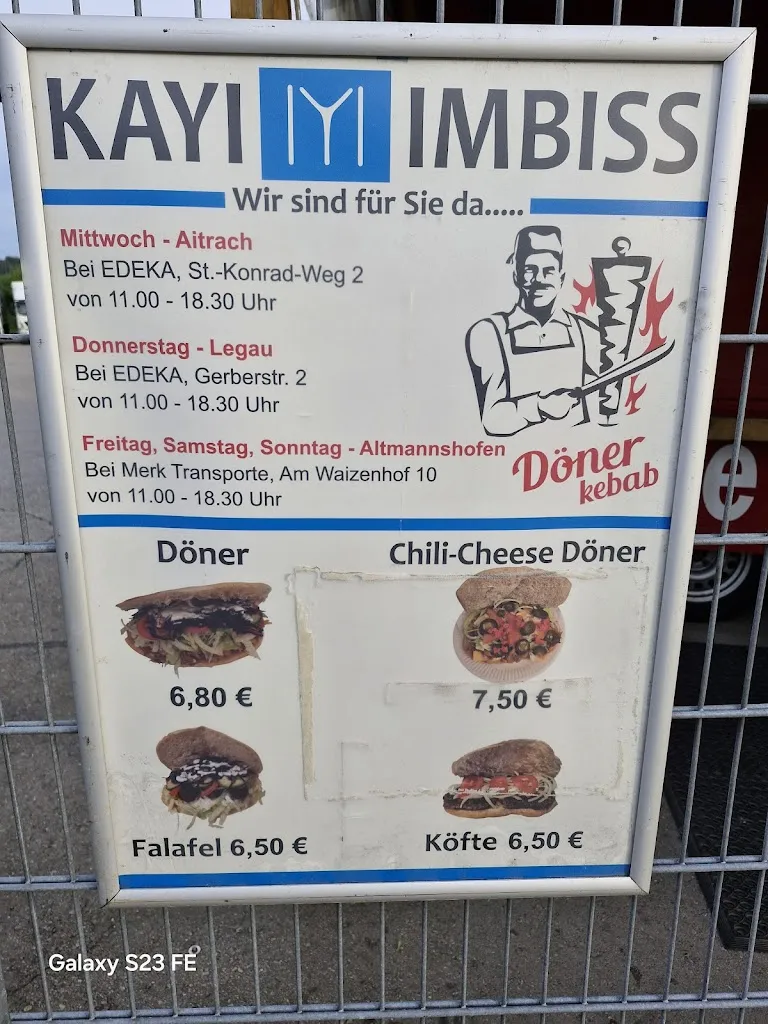 KAYI IYI IMBISS
Wir sind für Sie da.....
Mittwoch - Aitrach
Bei EDEKA, St.-Konrad-Weg 2
von 11.00 - 18.30 Uhr
Donnerstag - Legau
Bei EDEKA, Gerberstr. 2
von 11.00 - 18.30 Uhr
Freitag, Samstag, Sonntag - Altmannshofen
Bei Merk Transporte, Am Waizenhof 10
von 11.00 - 18.30 Uhr
Döner
kebab
e
Döner
6,80 €
Chili-Cheese Döner
7,50 €
Falafel 6,50 €
Köfte 6,50 €
Galaxy S23 FE